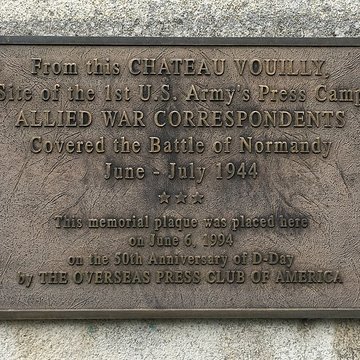 From this CHATEAU VOUILLY,
Site of the 1st U.S. Army's Press Camp
ALLIED WAR CORRESPONDENTS
Covered the Battle of Normandy
June - July 1944
This memorial plaque was placed here
on June 6, 1994
on the 50th Anniversary of D-Day
by THE OVERSEAS PRESS CLUB OF AMERICA